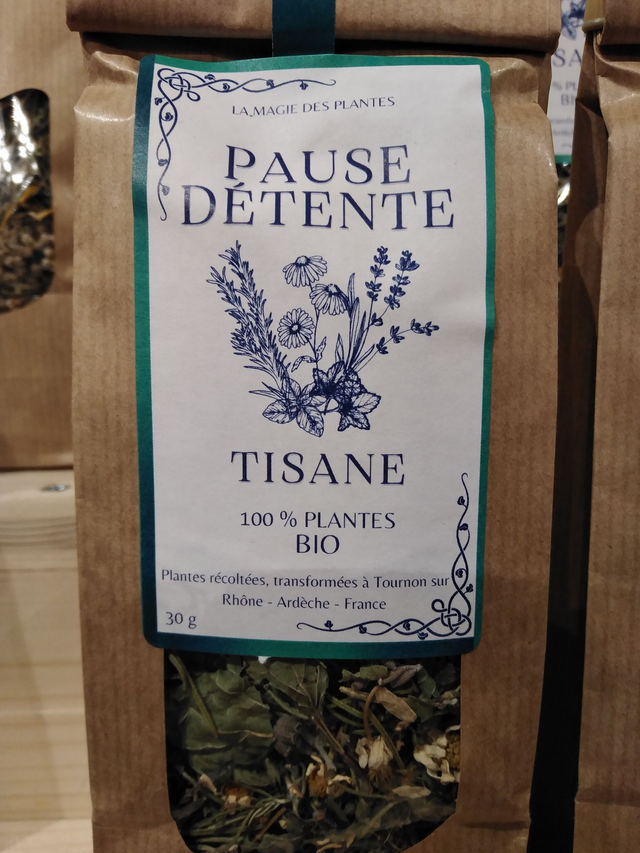 LA MAGIE DES PLANTES
PAUSE
DÉTENTE
TISANE
100 % PLANTES
BIO
Plantes récoltées, transformées à Tournon sur
Rhône - Ardèche - France
30 g